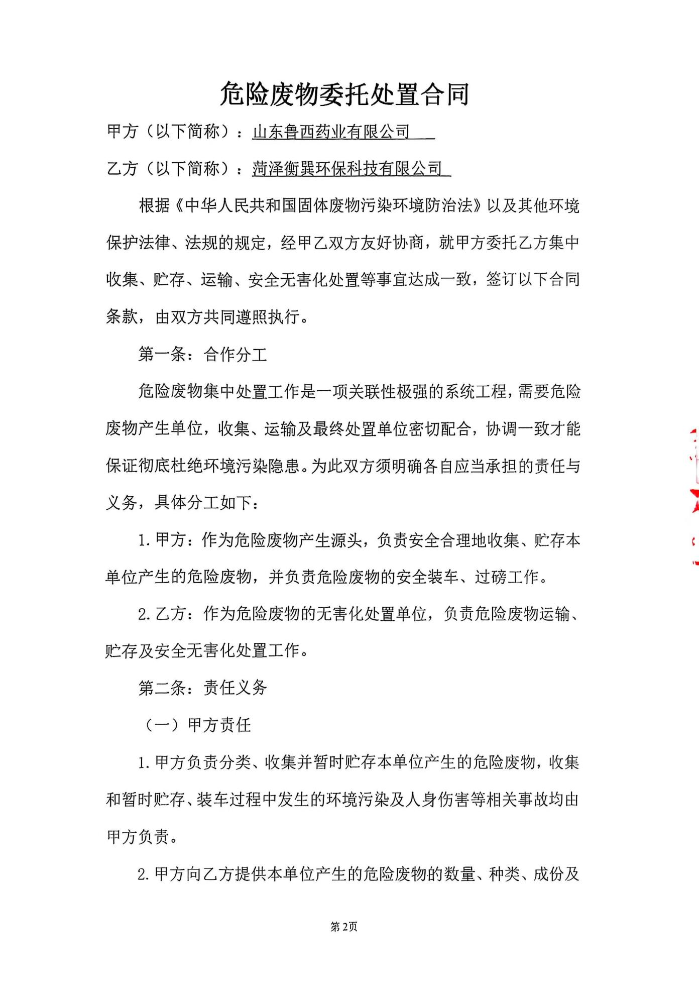 危险废物委托处置合同
甲方（以下简称）：山东鲁西药业有限公司
乙方（以下简称）：菏泽衡巽环保科技有限公司
根据《中华人民共和国固体废物污染环境防治法》以及其他环境
保护法律、法规的规定，经甲乙双方友好协商，就甲方委托乙方集中
收集、贮存、运输、安全无害化处置等事宜达成一致，签订以下合同
条款，由双方共同遵照执行。
第一条：合作分工
危险废物集中处置工作是一项关联性极强的系统工程，需要危险
废物产生单位，收集、运输及最终处置单位密切配合，协调一致才能
保证彻底杜绝环境污染隐患。为此双方须明确各自应当承担的责任与
义务，具体分工如下：
1.甲方：作为危险废物产生源头，负责安全合理地收集、贮存本
单位产生的危险废物，并负责危险废物的安全装车、过磅工作。
2.乙方：作为危险废物的无害化处置单位，负责危险废物运输、
贮存及安全无害化处置工作。
第二条：责任义务
（一）甲方责任
1.甲方负责分类、收集并暂时贮存本单位产生的危险废物，收集
和暂时贮存、装车过程中发生的环境污染及人身伤害等相关事故均由
甲方负责。
2.甲方向乙方提供本单位产生的危险废物的数量、种类、成份及
第2页